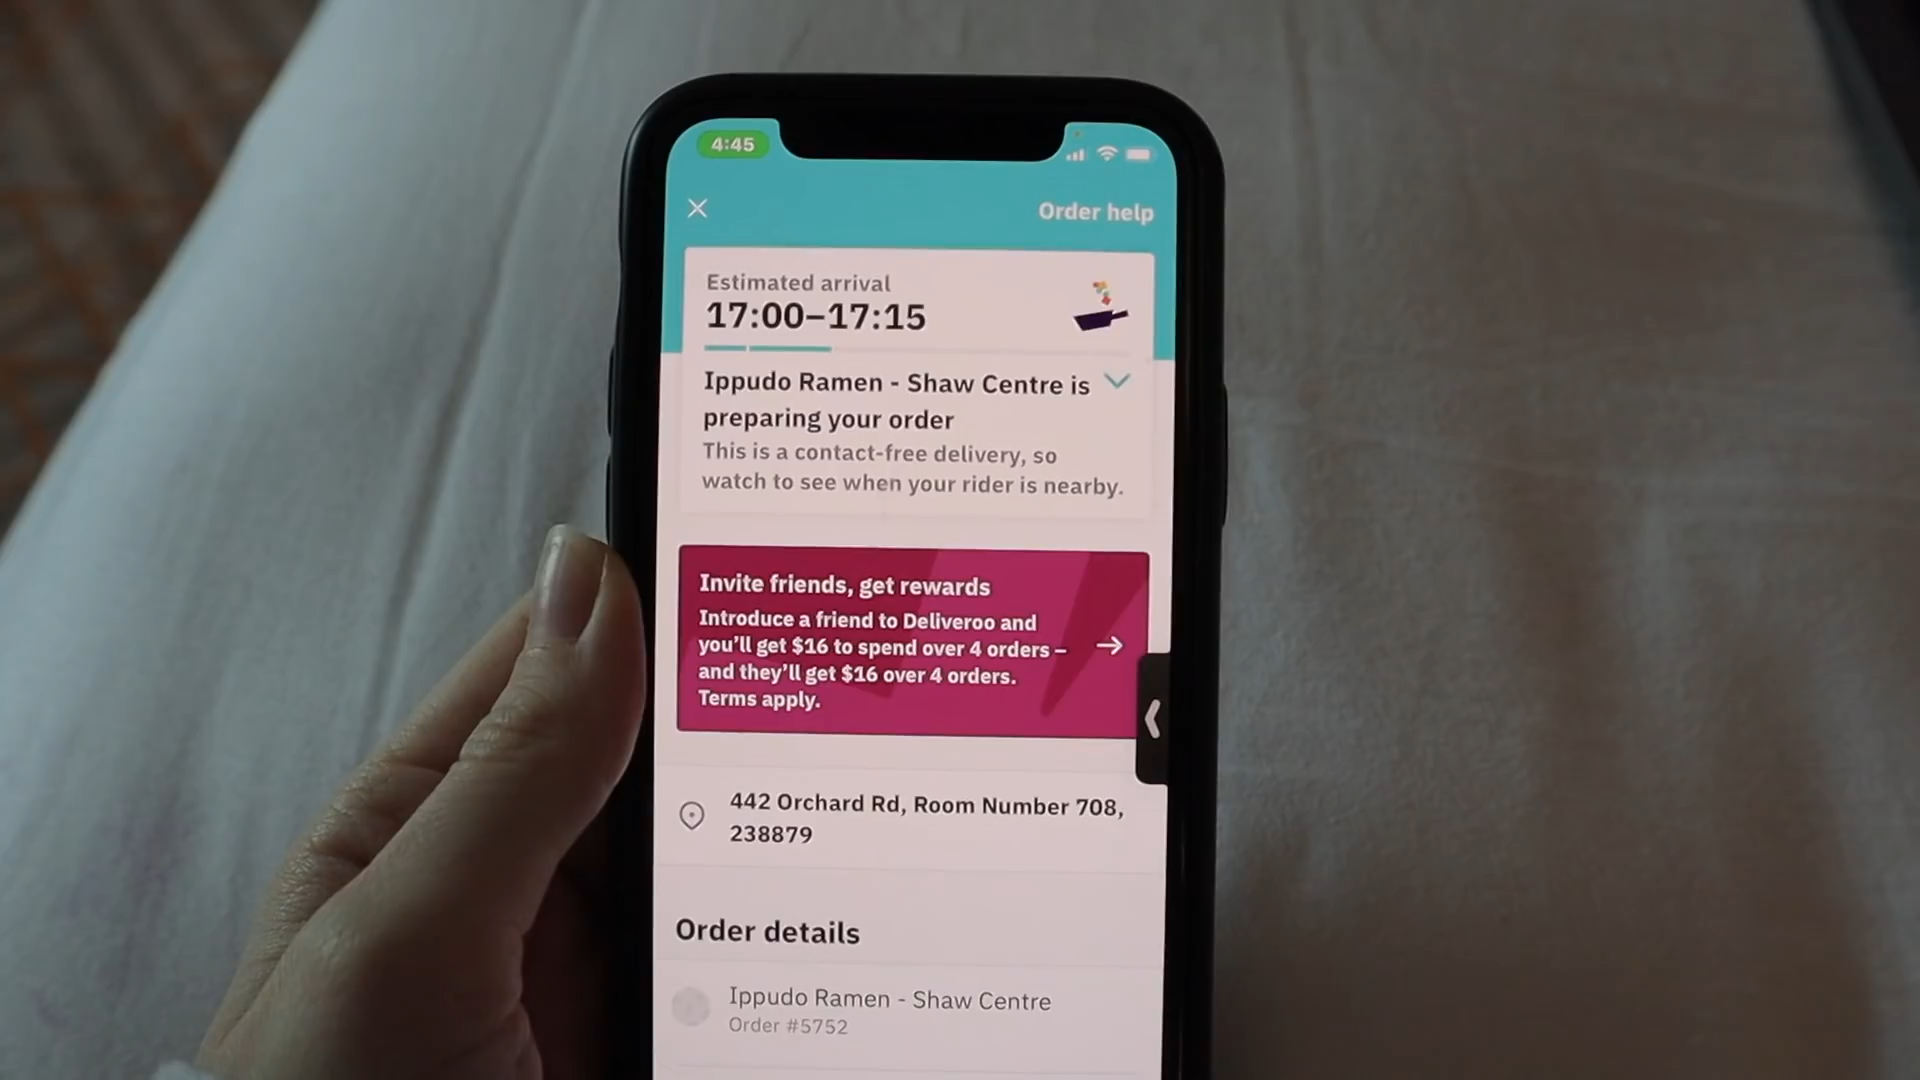 4:45
Order help
Estimated arrival
17:00–17:15
Ippudo Ramen - Shaw Centre is
preparing your order
This is a contact-free delivery, so
watch to see when your rider is nearby.
Invite friends, get rewards
Introduce a friend to Deliveroo and
you'll get $16 to spend over 4 orders –
and they'll get $16 over 4 orders.
Terms apply.
442 Orchard Rd, Room Number 708,
238879
Order details
Ippudo Ramen - Shaw Centre
Order #5752